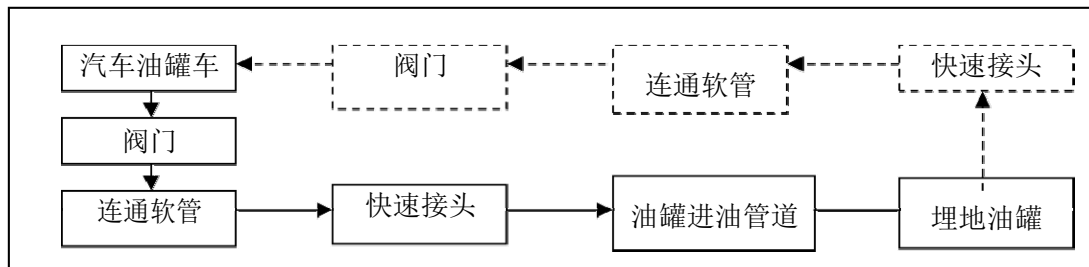 汽车油罐车
阀门
连通软管
快速接头
阀门
连通软管
快速接头
油罐进油管道
埋地油罐